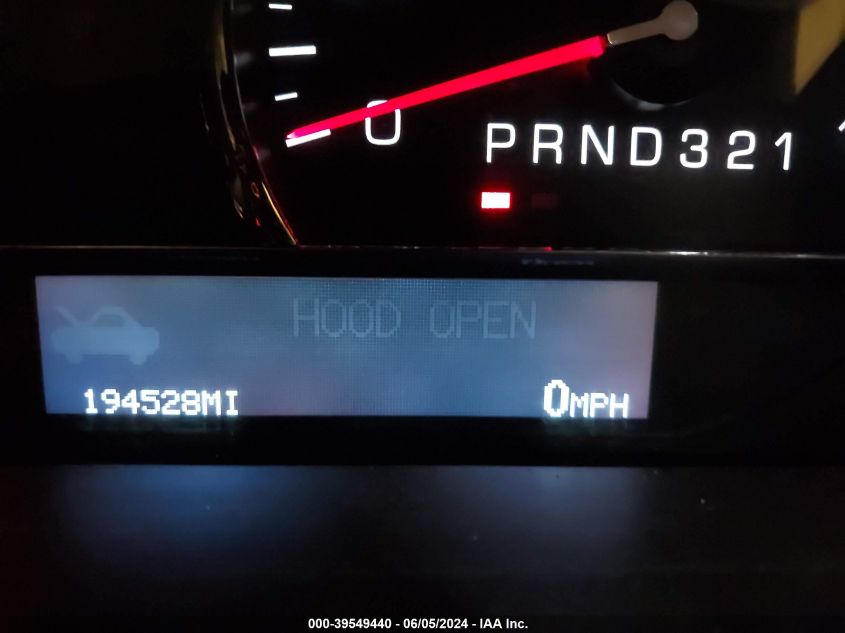 0
PRND321
HOOD OPEN
194528MI 0MPH
000-39549440 - 06/05/2024 - IAA Inc.